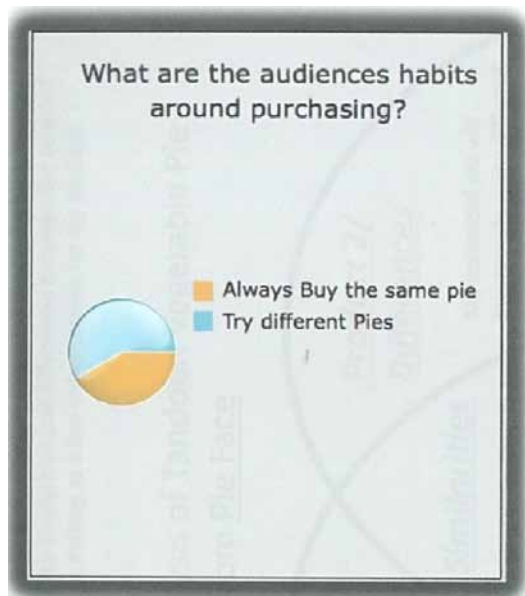 What are the audiences habits
around purchasing?
Always Buy the same pie
Try different Pies